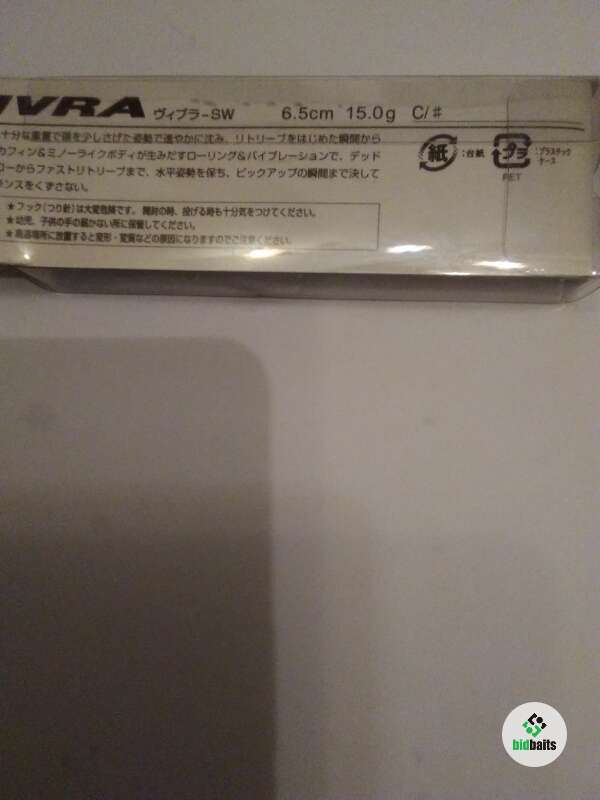 IVRA ヴィブラ-SW 6.5cm 15.0g C/#
十分な重量で頭を少しさげた姿勢で速やかに沈み、リトリーブをはじめた瞬間から
カフィン&ミノーライクボディが生みだすローリング&バイブレーションで、デッド
ローからファストリトリーブまで、水平姿勢を保ち、ピックアップの瞬間まで決して
ンスをくずさない。
★フック(つり針)は大変危険です。開封の時、投げる時も十分気をつけてください。
★幼児、子供の手の届かない所に保管してください。
★高温場所に放置すると変形・変質などの原因になりますのでご注意ください。
紙 :台紙
プラ :プラスチック
ケース
PET
bidbaits